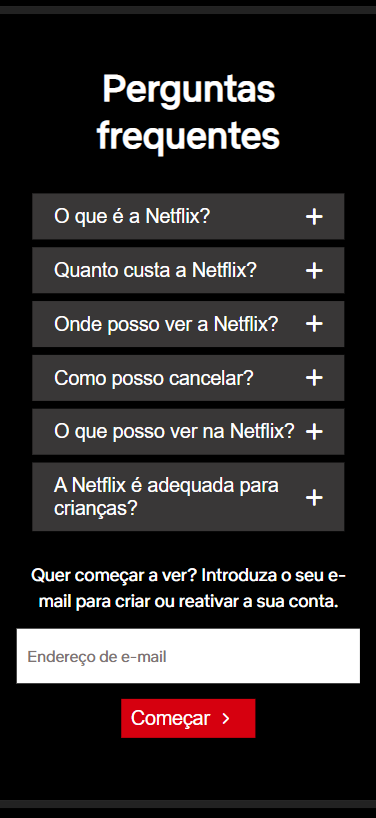 Perguntas
frequentes
O que é a Netflix?
Quanto custa a Netflix?
Onde posso ver a Netflix?
Como posso cancelar?
O que posso ver na Netflix?
A Netflix é adequada para
crianças?
Quer começar a ver? Introduza o seu e-
mail para criar ou reativar a sua conta.
Endereço de e-mail
Começar